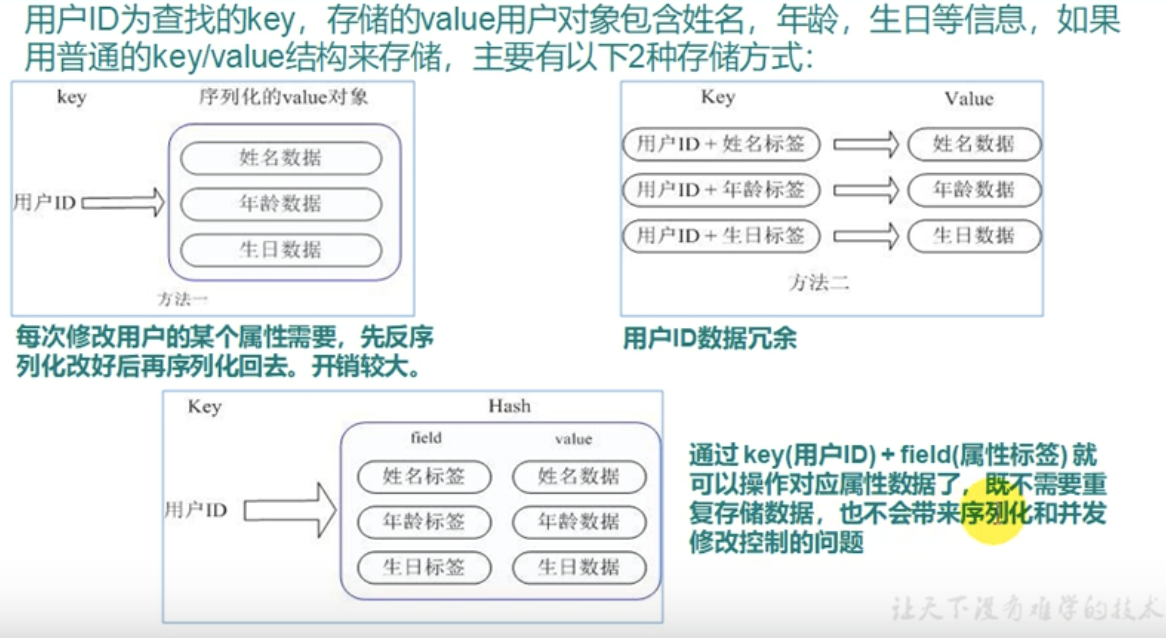 用户ID为查找的key，存储的value用户对象包含姓名，年龄，生日等信息，如果
用普通的key/value结构来存储，主要有以下2种存储方式：
key 序列化的value对象
姓名数据
用户ID 年龄数据
生日数据
方法一
每次修改用户的某个属性需要，先反序
列化改好后再序列化回去。开销较大。
Key Value
用户ID + 姓名标签 姓名数据
用户ID + 年龄标签 年龄数据
用户ID + 生日标签 生日数据
方法二
用户ID数据冗余
Key Hash
field value
姓名标签 姓名数据
用户ID 年龄标签 年龄数据
生日标签 生日数据
通过 key(用户ID) + field(属性标签) 就
可以操作对应属性数据了，既不需要重
复存储数据，也不会带来序列化和并发
修改控制的问题
让天下没有难学的技术